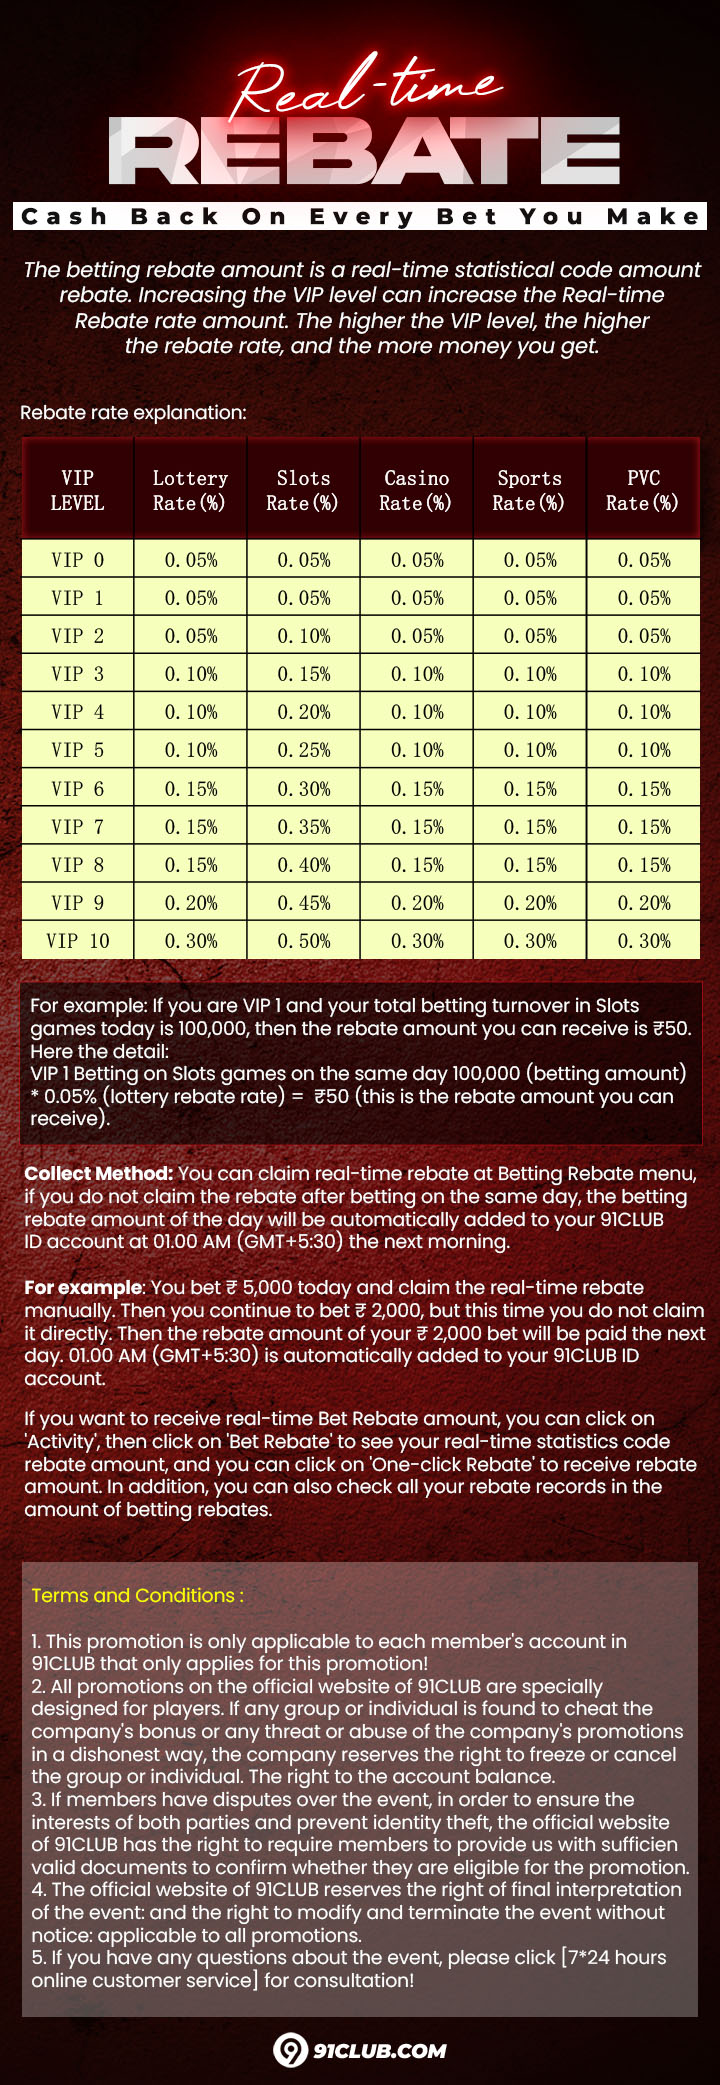 Real-time
REBATE
Cash Back On Every Bet You Make
The betting rebate amount is a real-time statistical code amount
rebate. Increasing the VIP level can increase the Real-time
Rebate rate amount. The higher the VIP level, the higher
the rebate rate, and the more money you get.
Rebate rate explanation:
VIP LEVEL Lottery Rate(%) Slots Rate(%) Casino Rate(%) Sports Rate(%) PVC Rate(%)
VIP 0 0.05% 0.05% 0.05% 0.05% 0.05%
VIP 1 0.05% 0.05% 0.05% 0.05% 0.05%
VIP 2 0.05% 0.10% 0.05% 0.05% 0.05%
VIP 3 0.10% 0.15% 0.10% 0.10% 0.10%
VIP 4 0.10% 0.20% 0.10% 0.10% 0.10%
VIP 5 0.10% 0.25% 0.10% 0.10% 0.10%
VIP 6 0.15% 0.30% 0.15% 0.15% 0.15%
VIP 7 0.15% 0.35% 0.15% 0.15% 0.15%
VIP 8 0.15% 0.40% 0.15% 0.15% 0.15%
VIP 9 0.20% 0.45% 0.20% 0.20% 0.20%
VIP 10 0.30% 0.50% 0.30% 0.30% 0.30%
For example: If you are VIP 1 and your total betting turnover in Slots
games today is 100,000, then the rebate amount you can receive is ₹50.
Here the detail:
VIP 1 Betting on Slots games on the same day 100,000 (betting amount)
* 0.05% (lottery rebate rate) = ₹50 (this is the rebate amount you can
receive).
Collect Method: You can claim real-time rebate at Betting Rebate menu,
if you do not claim the rebate after betting on the same day, the betting
rebate amount of the day will be automatically added to your 91CLUB
ID account at 01.00 AM (GMT+5:30) the next morning.
For example: You bet ₹ 5,000 today and claim the real-time rebate
manually. Then you continue to bet ₹ 2,000, but this time you do not claim
it directly. Then the rebate amount of your ₹ 2,000 bet will be paid the next
day. 01.00 AM (GMT+5:30) is automatically added to your 91CLUB ID
account.
If you want to receive real-time Bet Rebate amount, you can click on
'Activity', then click on 'Bet Rebate' to see your real-time statistics code
rebate amount, and you can click on 'One-click Rebate' to receive rebate
amount. In addition, you can also check all your rebate records in the
amount of betting rebates.
Terms and Conditions :
1. This promotion is only applicable to each member's account in
91CLUB that only applies for this promotion!
2. All promotions on the official website of 91CLUB are specially
designed for players. If any group or individual is found to cheat the
company's bonus or any threat or abuse of the company's promotions
in a dishonest way, the company reserves the right to freeze or cancel
the group or individual. The right to the account balance.
3. If members have disputes over the event, in order to ensure the
interests of both parties and prevent identity theft, the official website
of 91CLUB has the right to require members to provide us with sufficien
valid documents to confirm whether they are eligible for the promotion.
4. The official website of 91CLUB reserves the right of final interpretation
of the event: and the right to modify and terminate the event without
notice: applicable to all promotions.
5. If you have any questions about the event, please click [7*24 hours
online customer service] for consultation!
91CLUB.COM